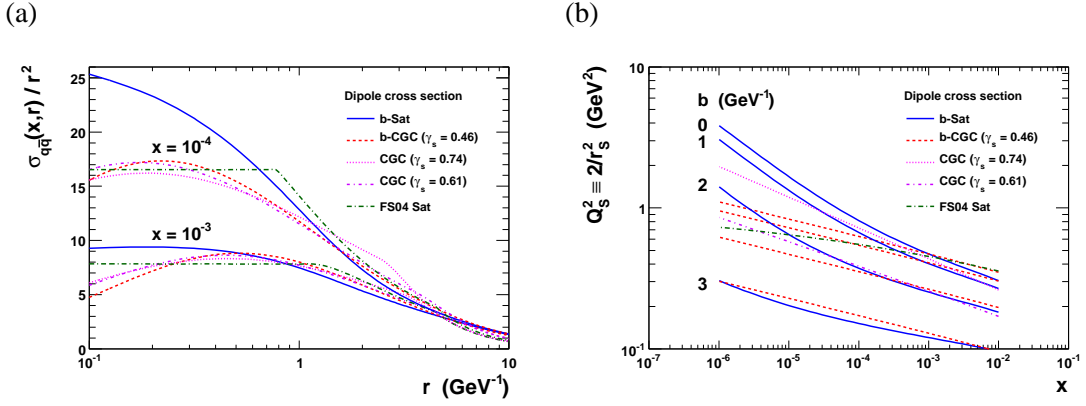 (a)
(b)
σqq̄(x,r) / r²
25
20
15
10
5
0
x = 10⁻⁴
x = 10⁻³
Dipole cross section
b-Sat
b-CGC (γs = 0.46)
CGC (γs = 0.74)
CGC (γs = 0.61)
FS04 Sat
10⁻¹ 1 10
r (GeV⁻¹)
Q²S ≡ 2/r²S (GeV²)
10
1
10⁻¹
b (GeV⁻¹)
0
1
2
3
Dipole cross section
b-Sat
b-CGC (γs = 0.46)
CGC (γs = 0.74)
CGC (γs = 0.61)
FS04 Sat
10⁻⁷ 10⁻⁶ 10⁻⁵ 10⁻⁴ 10⁻³ 10⁻² 10⁻¹
x